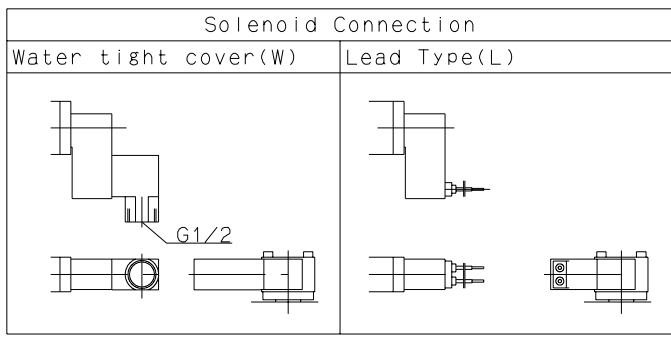 Solenoid Connection
Water tight cover(W)
Lead Type(L)
G1/2